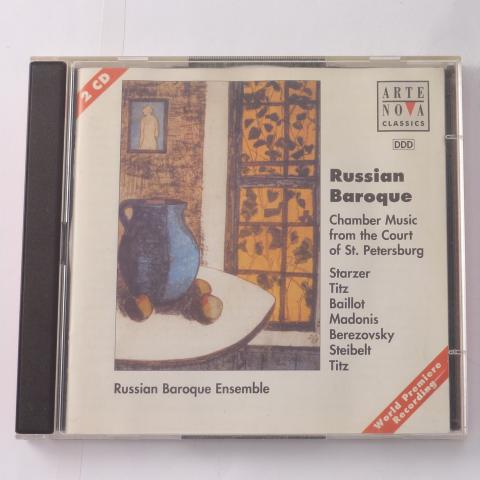 2 CD
ARTE
NOVA
CLASSICS
DDD
Russian
Baroque
Chamber Music
from the Court
of St. Petersburg
Starzer
Titz
Baillot
Madonis
Berezovsky
Steibelt
Titz
Russian Baroque Ensemble
World Premiere
Recording